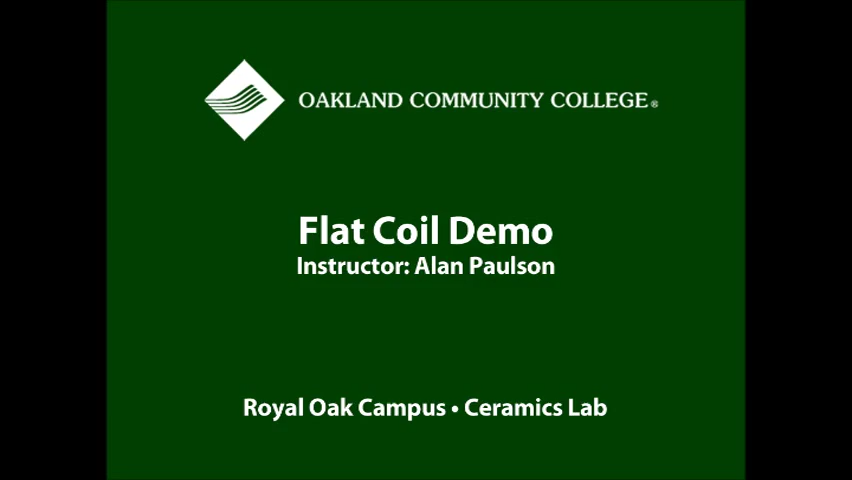 OAKLAND COMMUNITY COLLEGE®
Flat Coil Demo
Instructor: Alan Paulson
Royal Oak Campus • Ceramics Lab